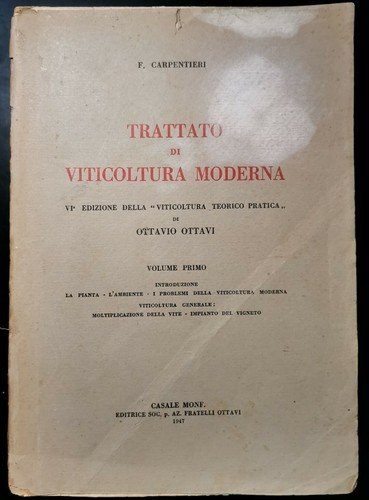 F. CARPENTIERI
TRATTATO
DI
VITICOLTURA MODERNA
VIª EDIZIONE DELLA “VITICOLTURA TEORICO PRATICA„
DI
OTTAVIO OTTAVI
VOLUME PRIMO
INTRODUZIONE
LA PIANTA - L'AMBIENTE - I PROBLEMI DELLA VITICOLTURA MODERNA
VITICOLTURA GENERALE;
MOLTIPLICAZIONE DELLA VITE - IMPIANTO DEL VIGNETO
CASALE MONF.
EDITRICE SOC. p. AZ. FRATELLI OTTAVI
1947